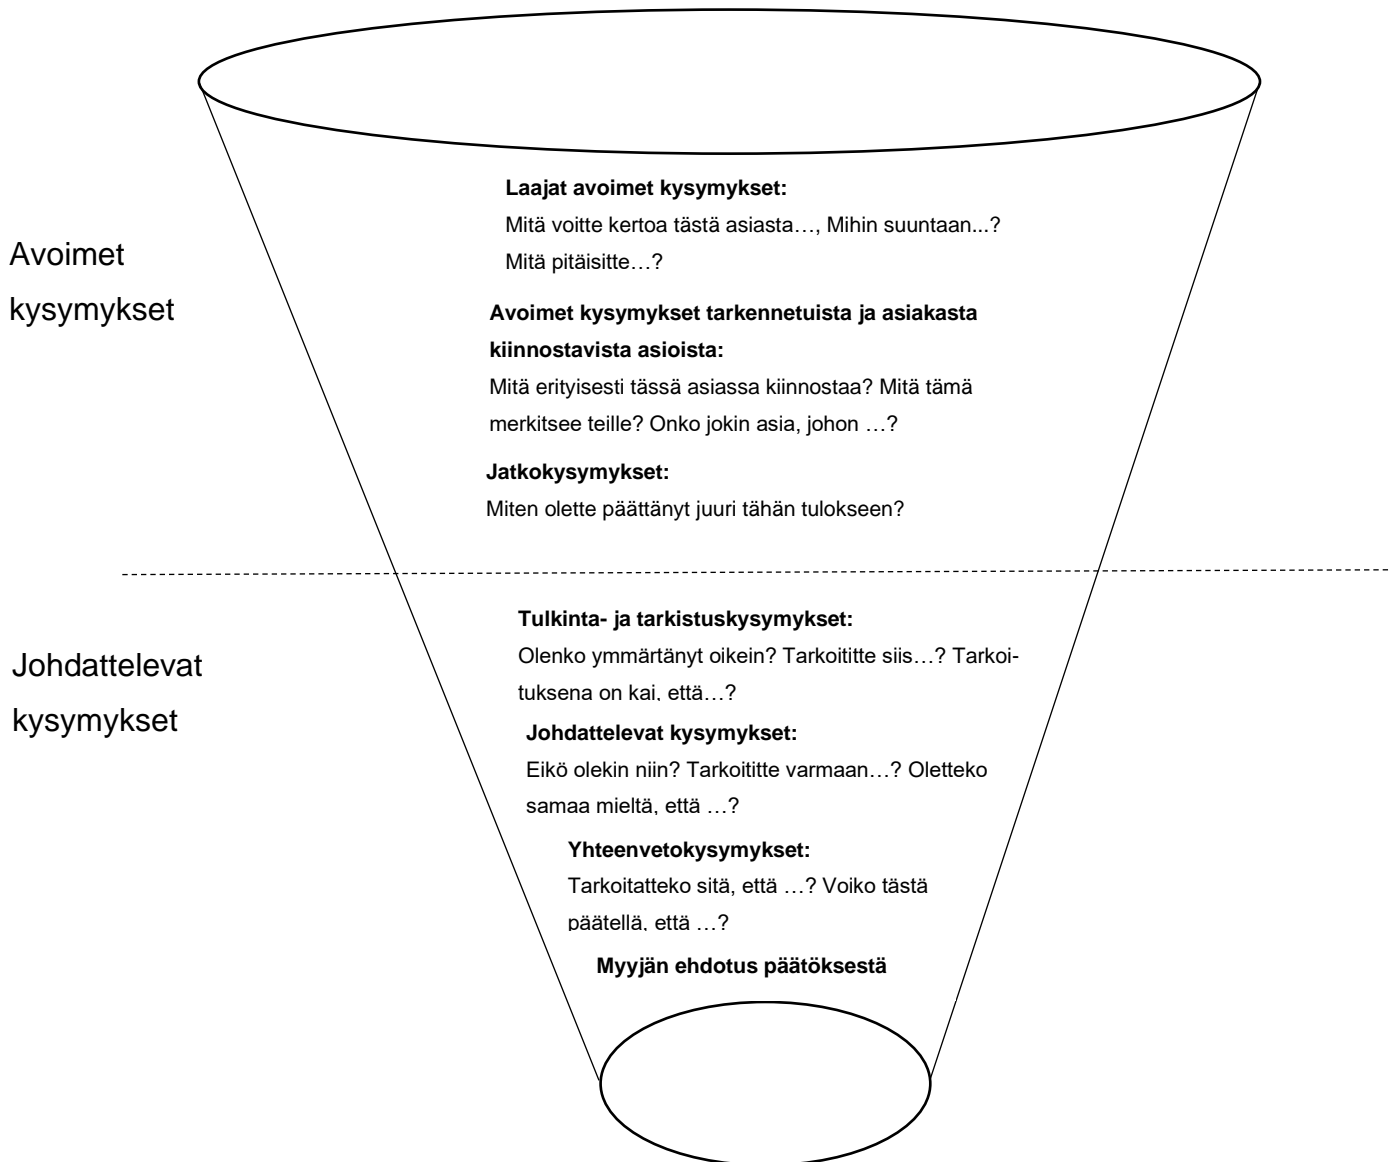 Laajat avoimet kysymykset:
Mitä voitte kertoa tästä asiasta…, Mihin suuntaan...?
Mitä pitäisitte…?
Avoimet
kysymykset
Avoimet kysymykset tarkennetuista ja asiakasta
kiinnostavista asioista:
Mitä erityisesti tässä asiassa kiinnostaa? Mitä tämä
merkitsee teille? Onko jokin asia, johon …?
Jatkokysymykset:
Miten olette päättänyt juuri tähän tulokseen?
Tulkinta- ja tarkistuskysymykset:
Olenko ymmärtänyt oikein? Tarkoititte siis…? Tarkoi-
tuksena on kai, että…?
Johdattelevat
kysymykset
Johdattelevat kysymykset:
Eikö olekin niin? Tarkoititte varmaan…? Oletteko
samaa mieltä, että …?
Yhteenvetokysymykset:
Tarkoitatteko sitä, että …? Voiko tästä
päätellä, että …?
Myyjän ehdotus päätöksestä